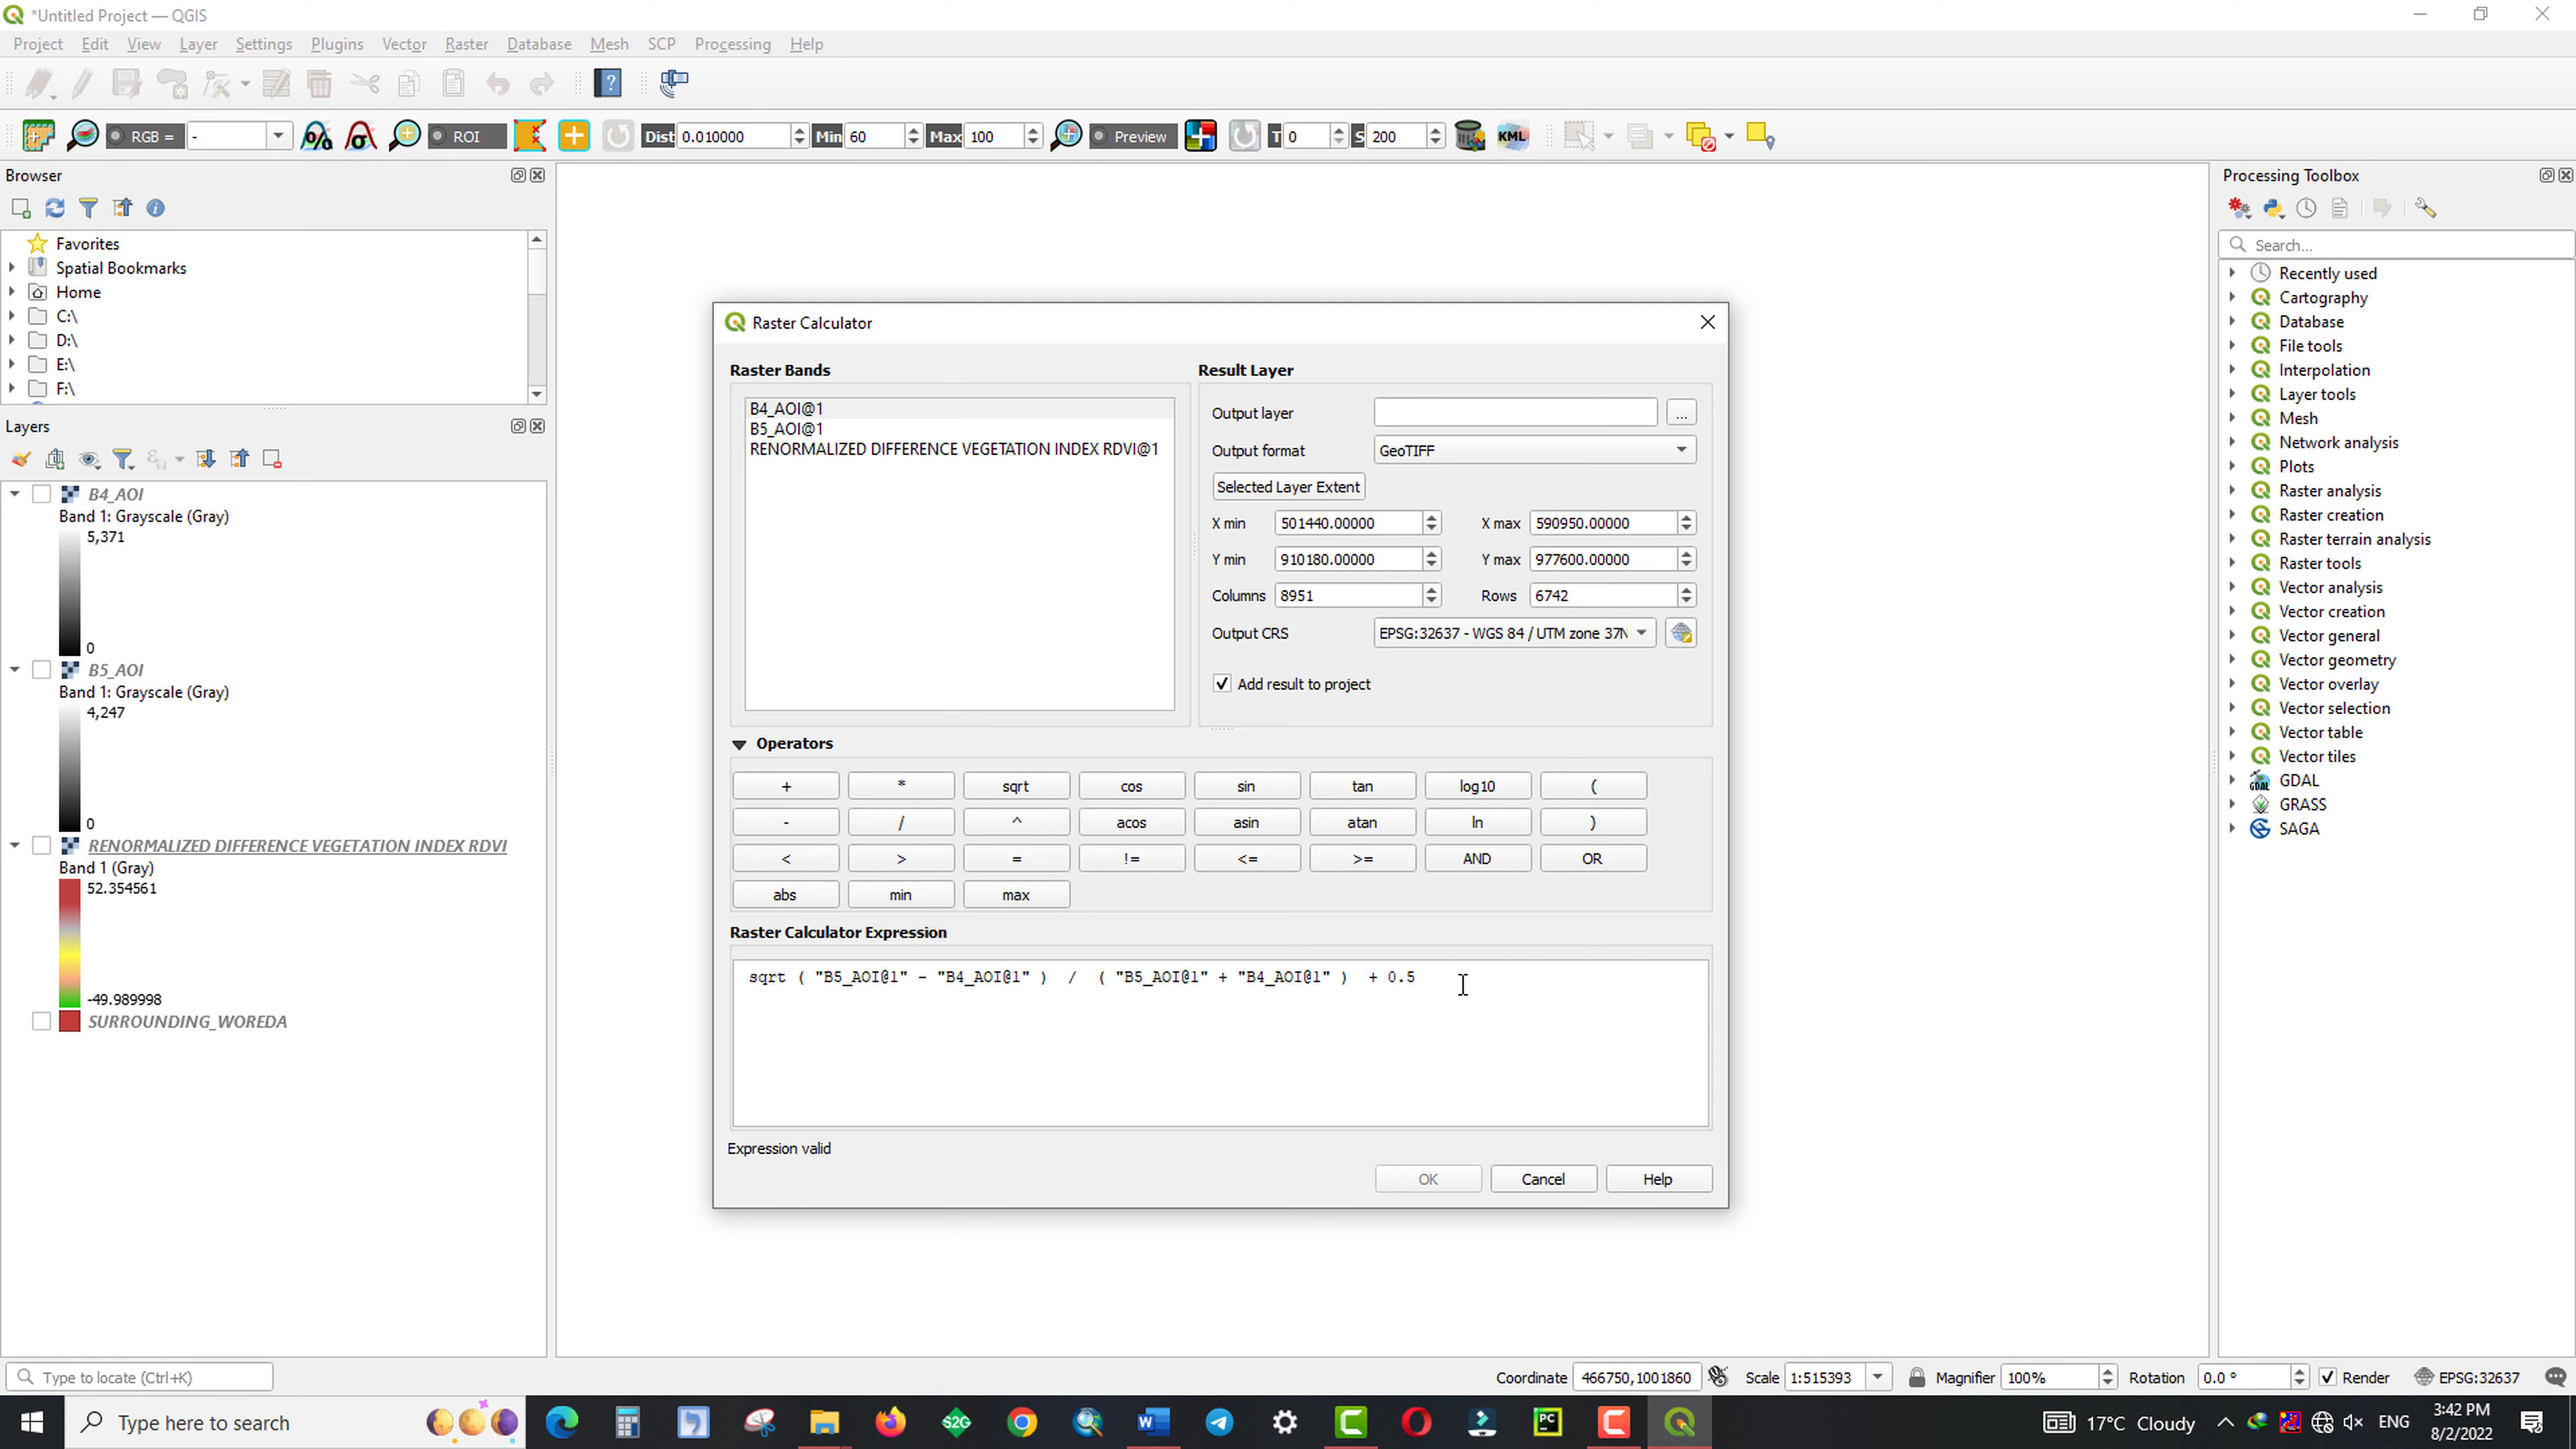 *Untitled Project — QGIS
Project Edit View Layer Settings Plugins Vector Raster Database Mesh SCP Processing Help
RGB = - ROI Dist 0.010000 Min 60 Max 100 Preview T 0 S 200 KML
Browser
Favorites
Spatial Bookmarks
Home
C:\
D:\
E:\
F:\
Layers
B4_AOI
Band 1: Grayscale (Gray)
5,371
0
B5_AOI
Band 1: Grayscale (Gray)
4,247
0
RENORMALIZED DIFFERENCE VEGETATION INDEX RDVI
Band 1 (Gray)
52.354561
-49.989998
SURROUNDING_WOREDA
Raster Calculator
Raster Bands
B4_AOI@1
B5_AOI@1
RENORMALIZED DIFFERENCE VEGETATION INDEX RDVI@1
Result Layer
Output layer ...
Output format GeoTIFF
Selected Layer Extent
X min 501440.00000 X max 590950.00000
Y min 910180.00000 Y max 977600.00000
Columns 8951 Rows 6742
Output CRS EPSG:32637 - WGS 84 / UTM zone 37N
Add result to project
Operators
+ * sqrt cos sin tan log10 (
- / ^ acos asin atan ln )
< > = != <= >= AND OR
abs min max
Raster Calculator Expression
sqrt ( "B5_AOI@1" - "B4_AOI@1" ) / ( "B5_AOI@1" + "B4_AOI@1" ) + 0.5
Expression valid
OK Cancel Help
Processing Toolbox
Search...
Recently used
Cartography
Database
File tools
Interpolation
Layer tools
Mesh
Network analysis
Plots
Raster analysis
Raster creation
Raster terrain analysis
Raster tools
Vector analysis
Vector creation
Vector general
Vector geometry
Vector overlay
Vector selection
Vector table
Vector tiles
GDAL
GRASS
SAGA
Type to locate (Ctrl+K)
Coordinate 466750,1001860 Scale 1:515393 Magnifier 100% Rotation 0.0 ° Render EPSG:32637
Type here to search
S2G
PC
17°C Cloudy
ENG
3:42 PM
8/2/2022